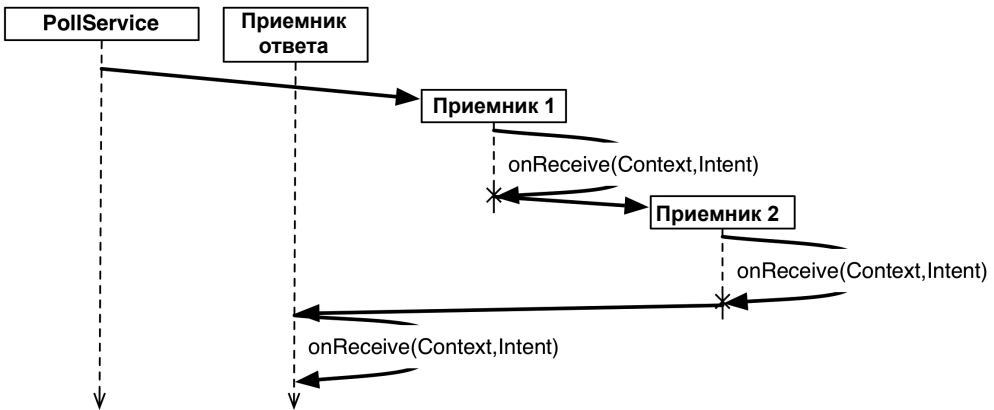 PollService
Приемник
ответа
Приемник 1
onReceive(Context,Intent)
Приемник 2
onReceive(Context,Intent)
onReceive(Context,Intent)